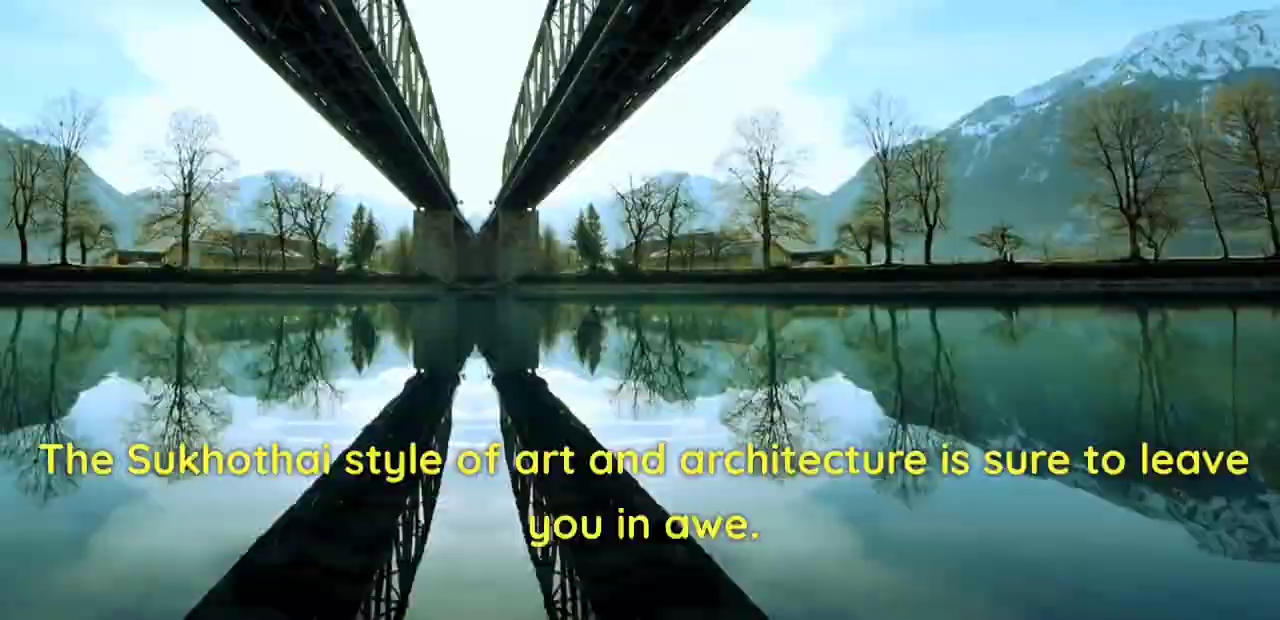 The Sukhothai style of art and architecture is sure to leave
you in awe.